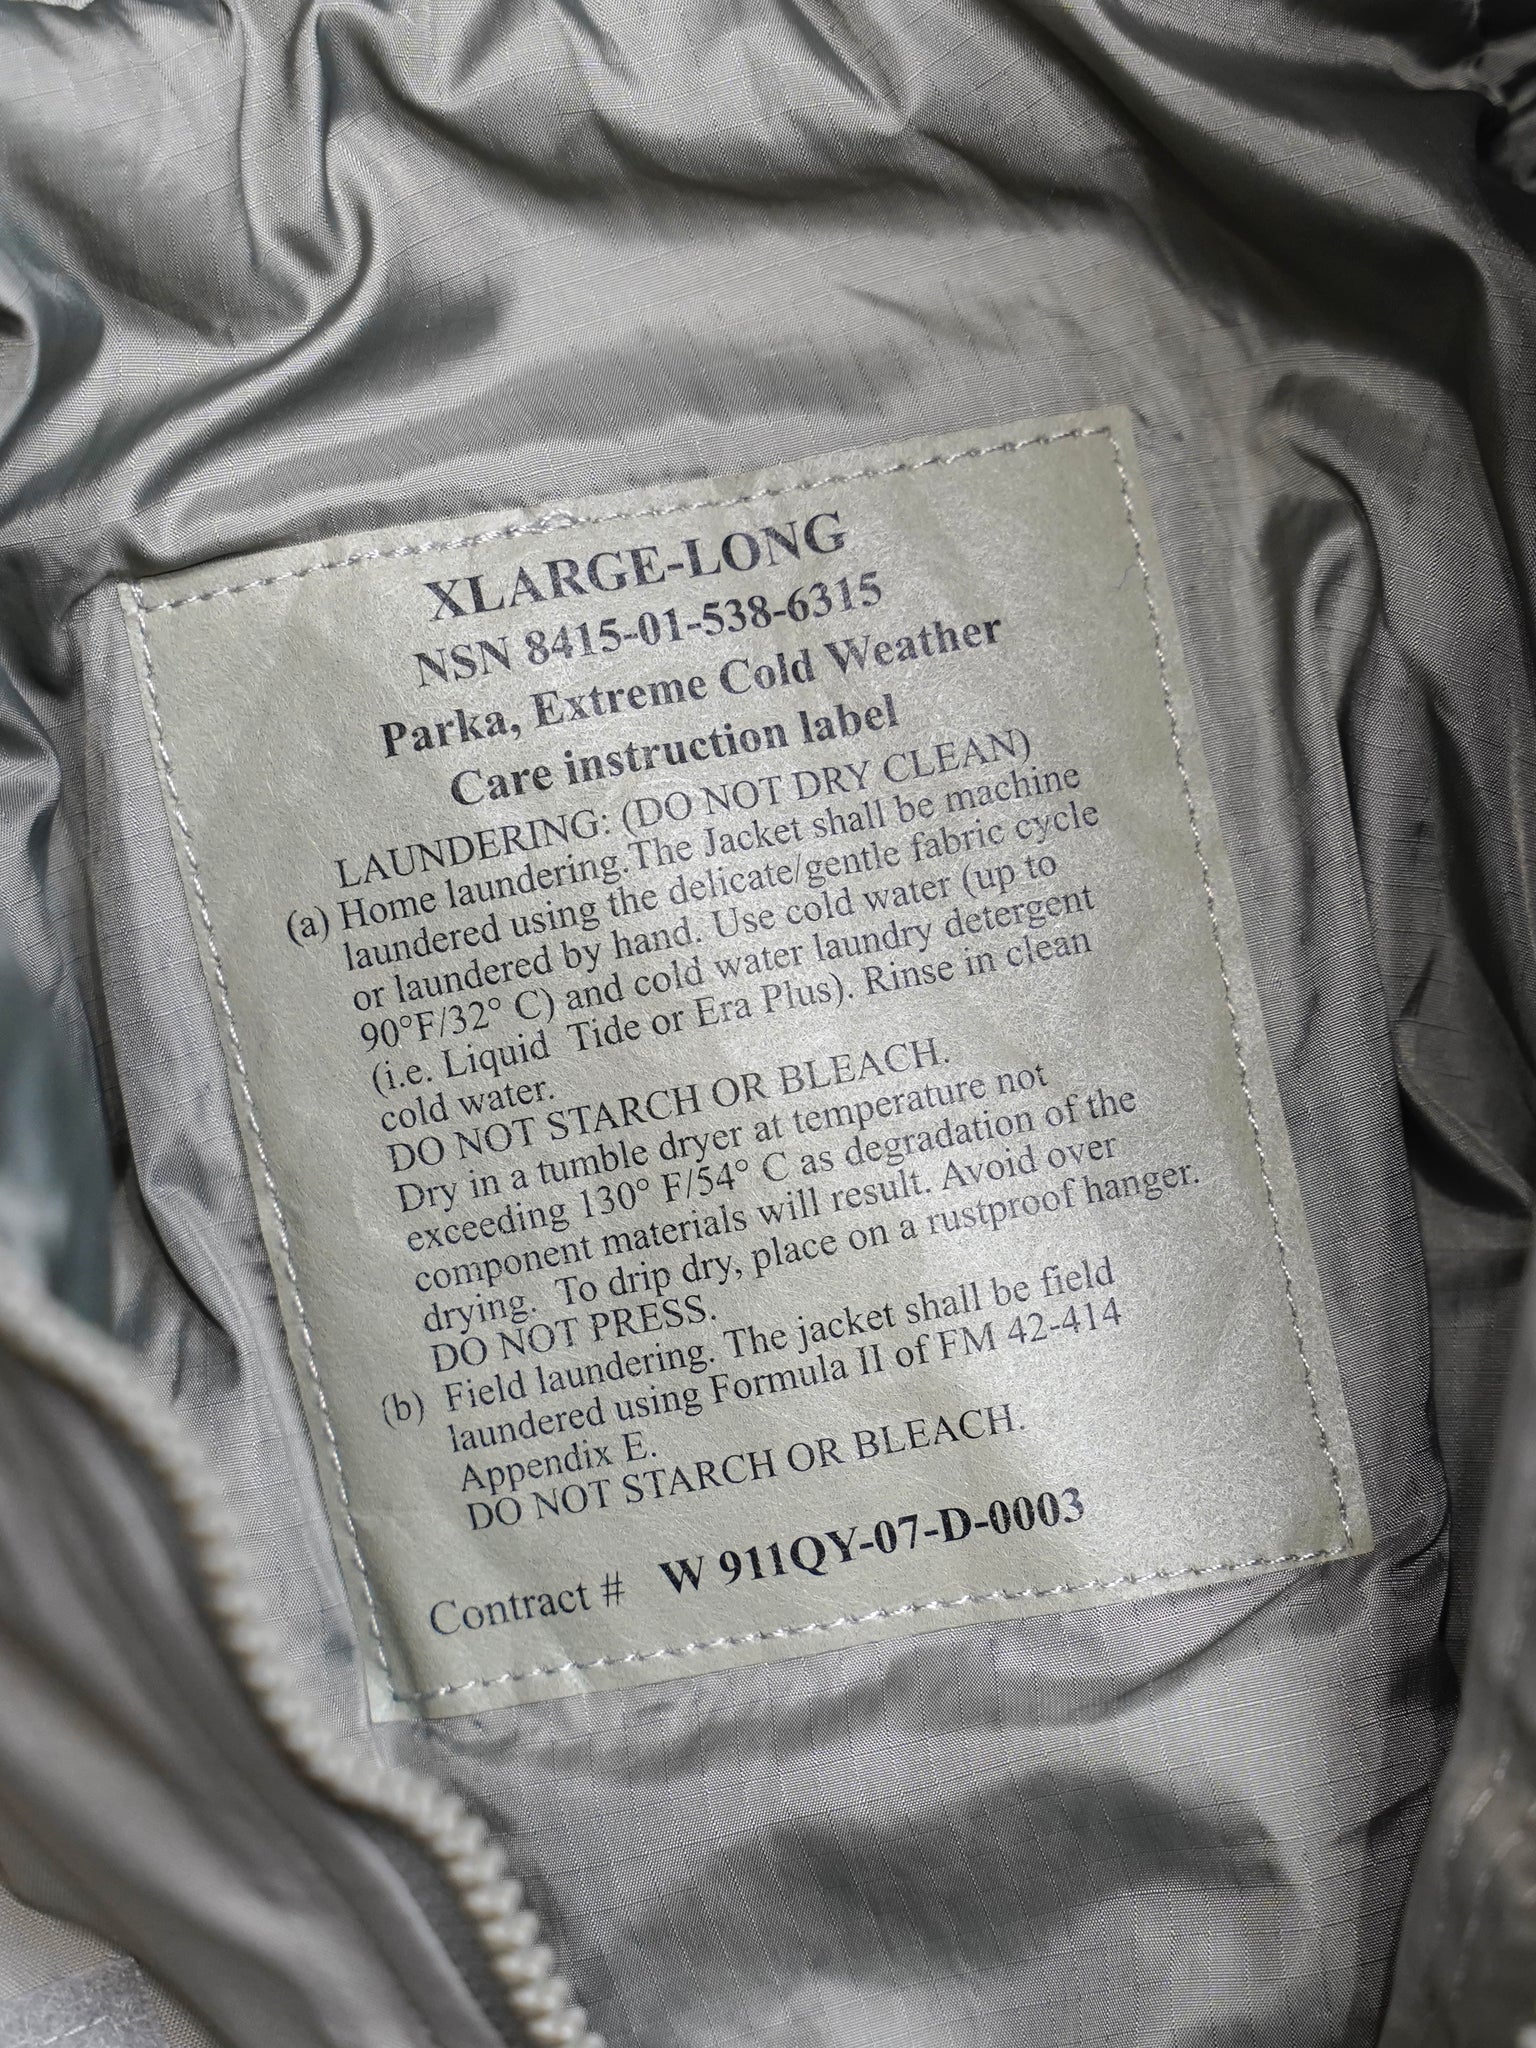 XLARGE-LONG
NSN 8415-01-538-6315
Parka, Extreme Cold Weather
Care instruction label
LAUNDERING: (DO NOT DRY CLEAN)
(a) Home laundering.The Jacket shall be machine
laundered using the delicate/gentle fabric cycle
or laundered by hand. Use cold water (up to
90°F/32° C) and cold water laundry detergent
(i.e. Liquid Tide or Era Plus). Rinse in clean
cold water.
DO NOT STARCH OR BLEACH.
Dry in a tumble dryer at temperature not
exceeding 130° F/54° C as degradation of the
component materials will result. Avoid over
drying. To drip dry, place on a rustproof hanger.
DO NOT PRESS.
(b) Field laundering. The jacket shall be field
laundered using Formula II of FM 42-414
Appendix E.
DO NOT STARCH OR BLEACH.
Contract # W 911QY-07-D-0003